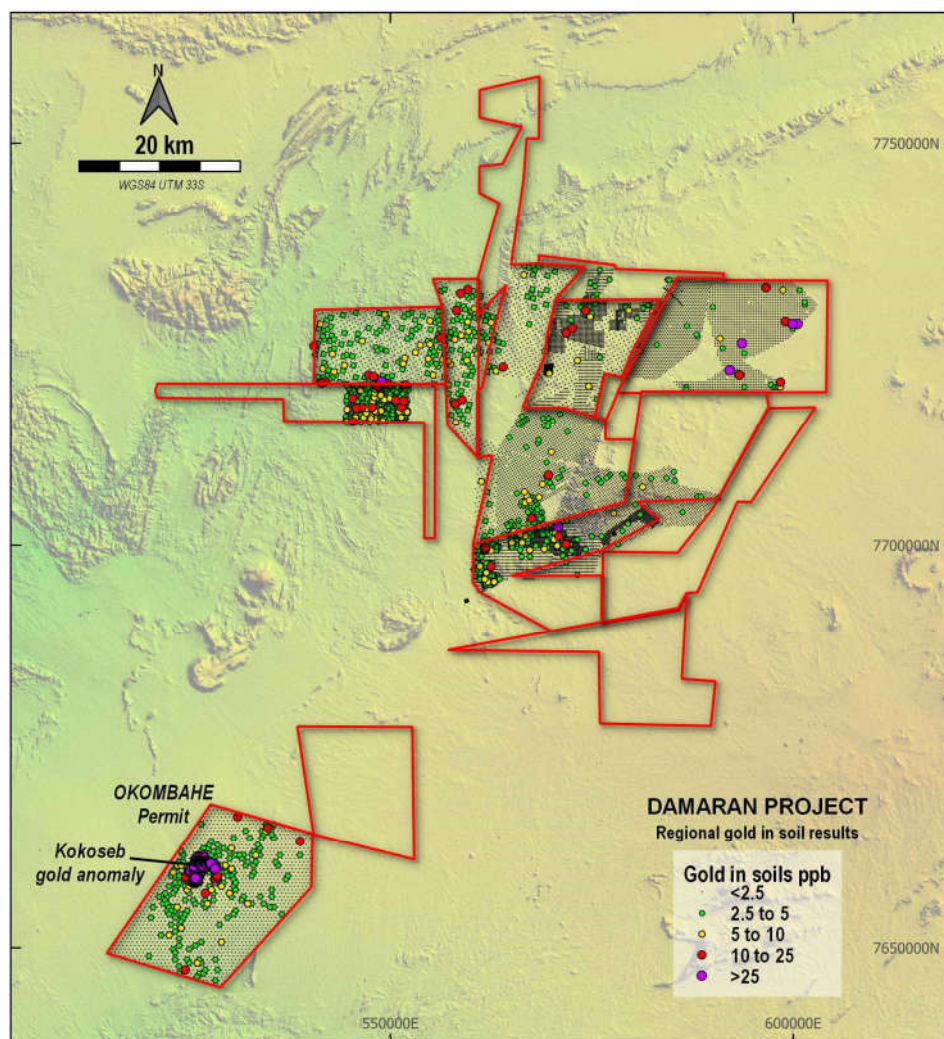 N
20 km
WGS84 UTM 33S
7750000N
7700000N
OKOMBAHE
Permit
Kokoseb
gold anomaly
DAMARAN PROJECT
Regional gold in soil results
Gold in soils ppb
<2.5
2.5 to 5
5 to 10
10 to 25
>25
7650000N
550000E
600000E